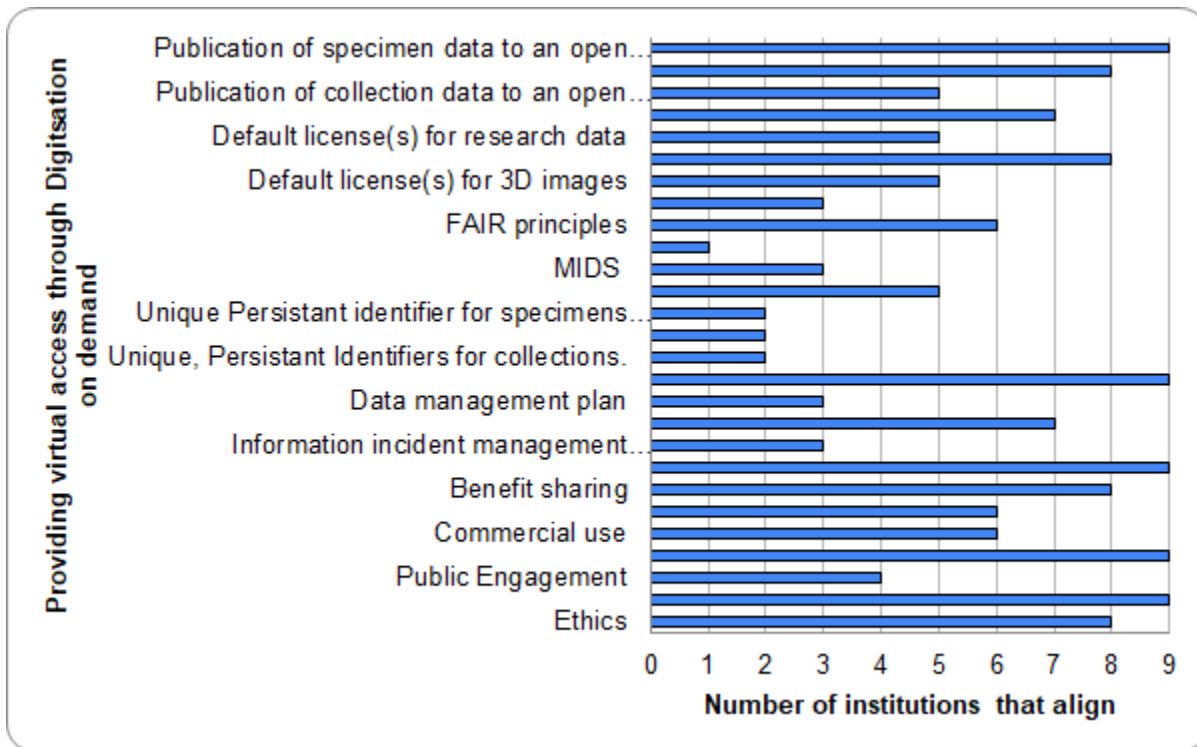 Providing virtual access through Digitsation
on demand
Publication of specimen data to an open...
Publication of collection data to an open...
Default license(s) for research data
Default license(s) for 3D images
FAIR principles
MIDS
Unique Persistant identifier for specimens...
Unique, Persistant Identifiers for collections.
Data management plan
Information incident management...
Benefit sharing
Commercial use
Public Engagement
Ethics
0 1 2 3 4 5 6 7 8 9
Number of institutions that align